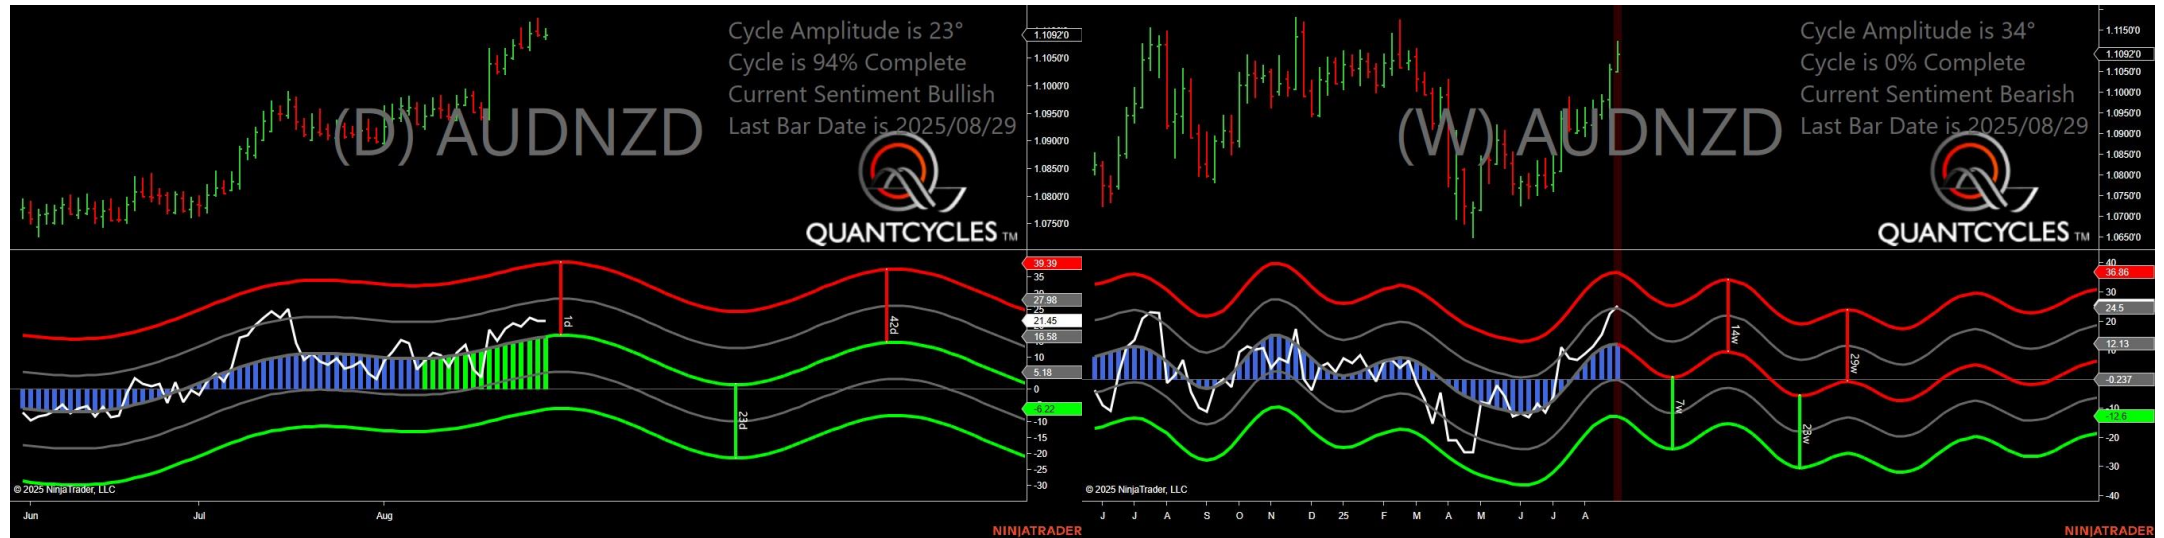 Cycle Amplitude is 23°
Cycle is 94% Complete
Current Sentiment Bullish
Last Bar Date is 2025/08/29
(D) AUDNZD
QUANTCYCLES TM
1.1092'0
1.1050'0
1.1000'0
1.0950'0
1.0900'0
1.0850'0
1.0800'0
1.0750'0
39.39
35
27.98
25
21.45
16.58
10
5.18
0
-6.22
-10
-15
-20
-25
-30
1d
42d
23d
© 2025 NinjaTrader, LLC
Jun
Jul
Aug
NINJATRADER
Cycle Amplitude is 34°
Cycle is 0% Complete
Current Sentiment Bearish
Last Bar Date is 2025/08/29
(W) AUDNZD
QUANTCYCLES TM
1.1150'0
1.1092'0
1.1050'0
1.1000'0
1.0950'0
1.0900'0
1.0850'0
1.0800'0
1.0750'0
1.0700'0
1.0650'0
40
36.86
30
24.5
20
12.13
-0.237
-10
-12.6
-20
-30
-40
14w
29w
7w
28w
© 2025 NinjaTrader, LLC
J J A S O N D 25 F M A M J J A
NINJATRADER